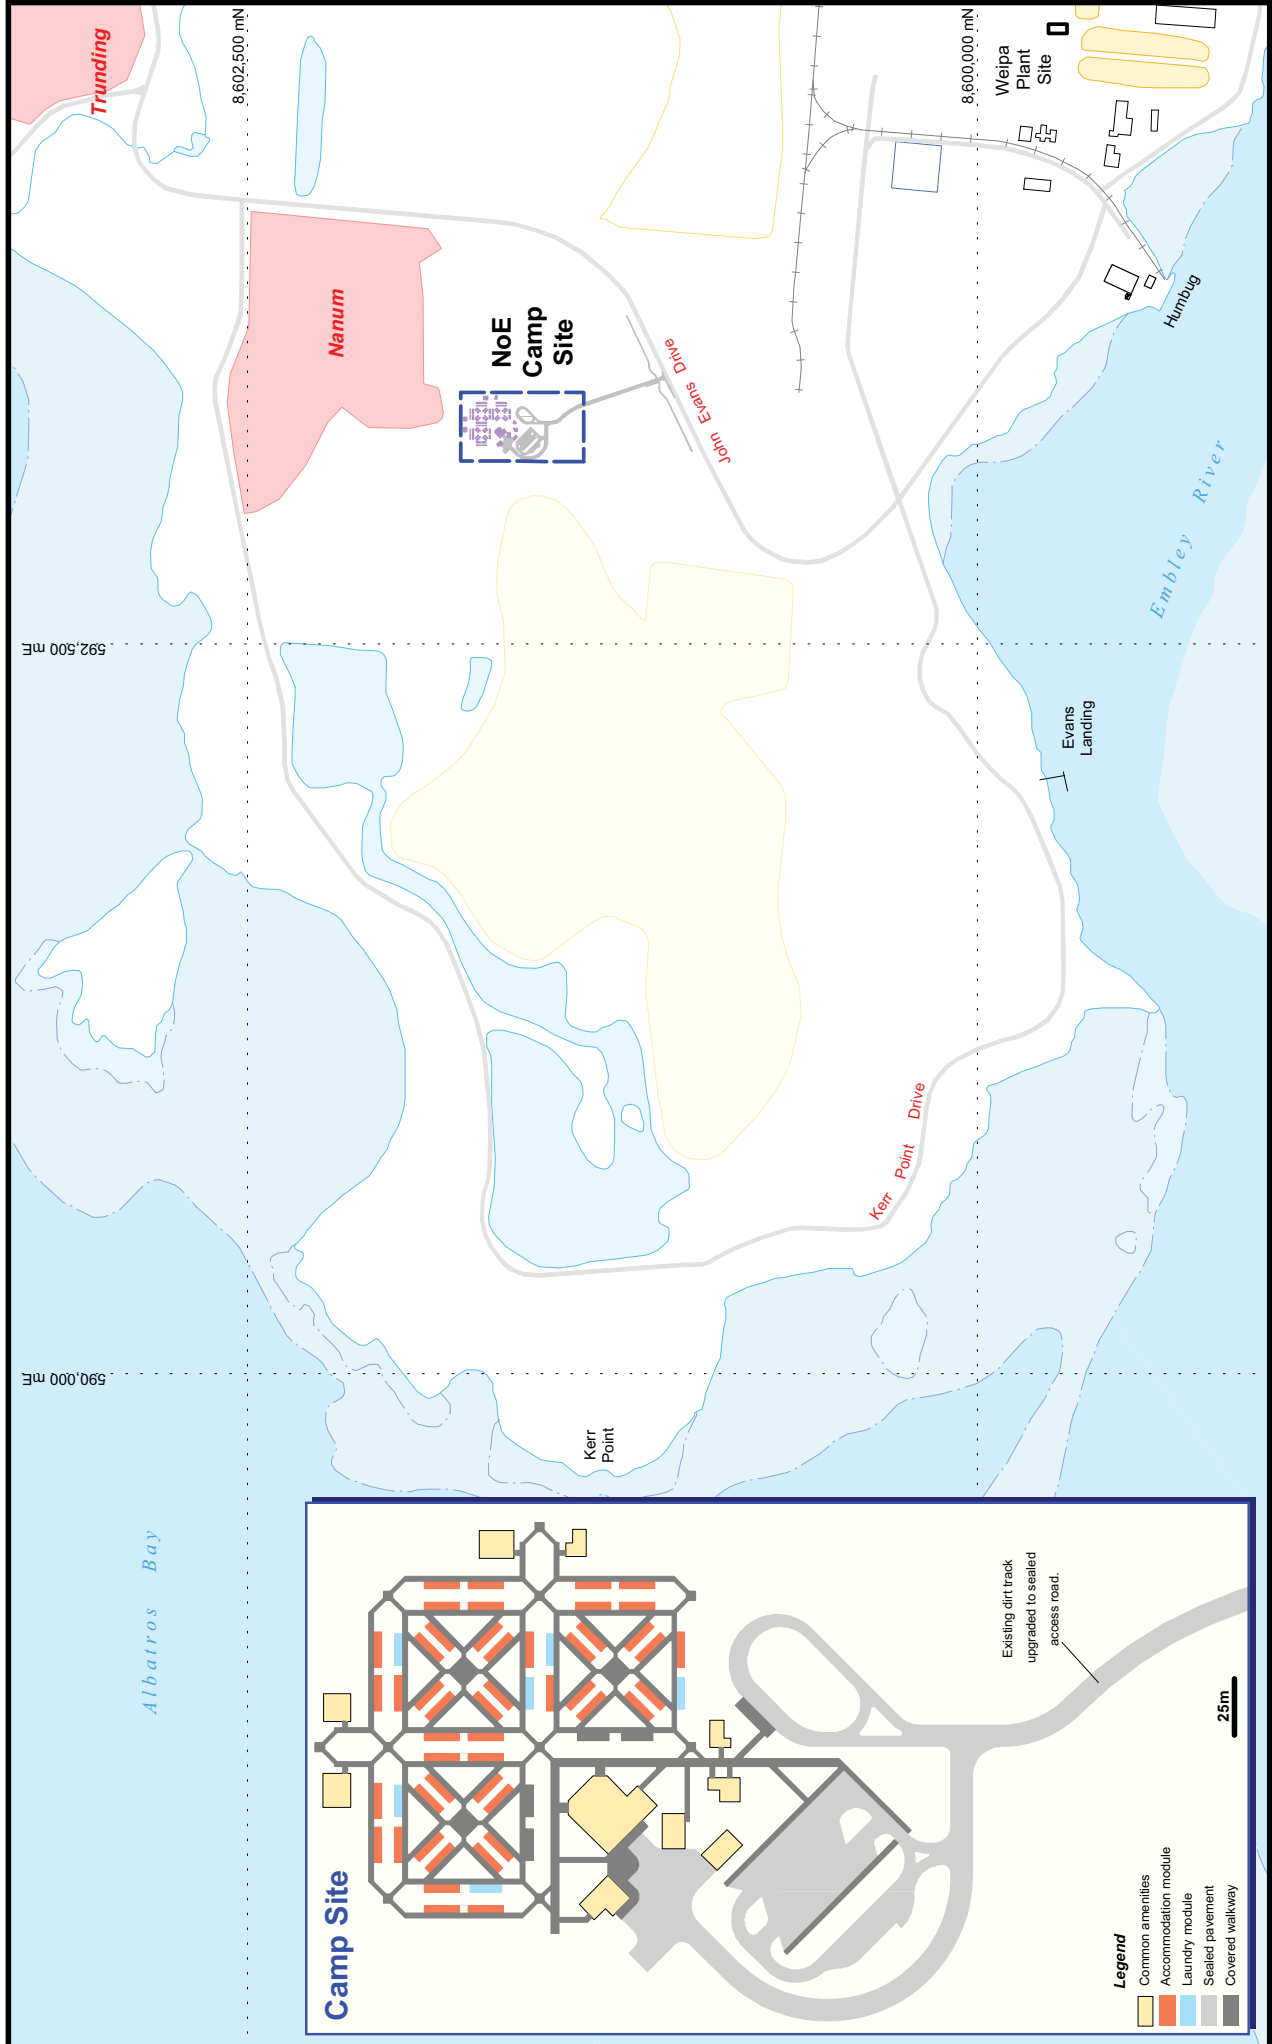 Trunding
8,602,500 mN
8,600,000 mN
Weipa
Plant
Site
Nanum
NoE
Camp
Site
John Evans Drive
Humbug
Embley River
592,500 mE
Evans
Landing
Kerr Point Drive
590,000 mE
Kerr
Point
Albatros Bay
Camp Site
Existing dirt track
upgraded to sealed
access road.
25m
Legend
Common amenities
Accommodation module
Laundry module
Sealed pavement
Covered walkway